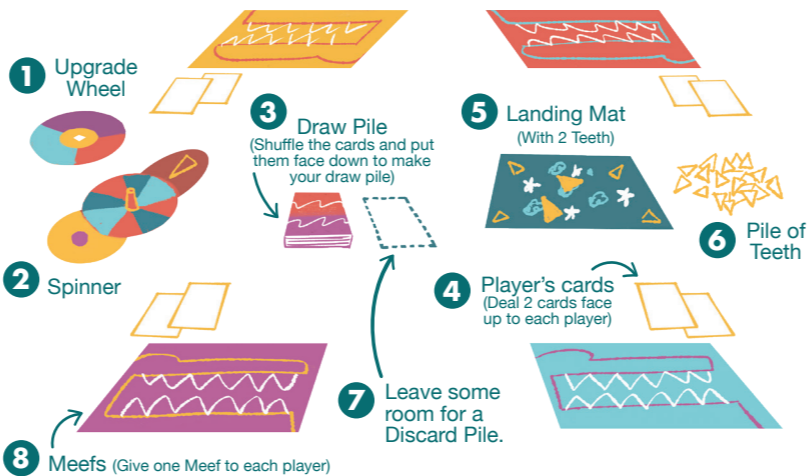 1 Upgrade
Wheel
2 Spinner
3 Draw Pile
(Shuffle the cards and put
them face down to make
your draw pile)
5 Landing Mat
(With 2 Teeth)
6 Pile of
Teeth
4 Player's cards
(Deal 2 cards face
up to each player)
7 Leave some
room for a
Discard Pile.
8 Meefs (Give one Meef to each player)